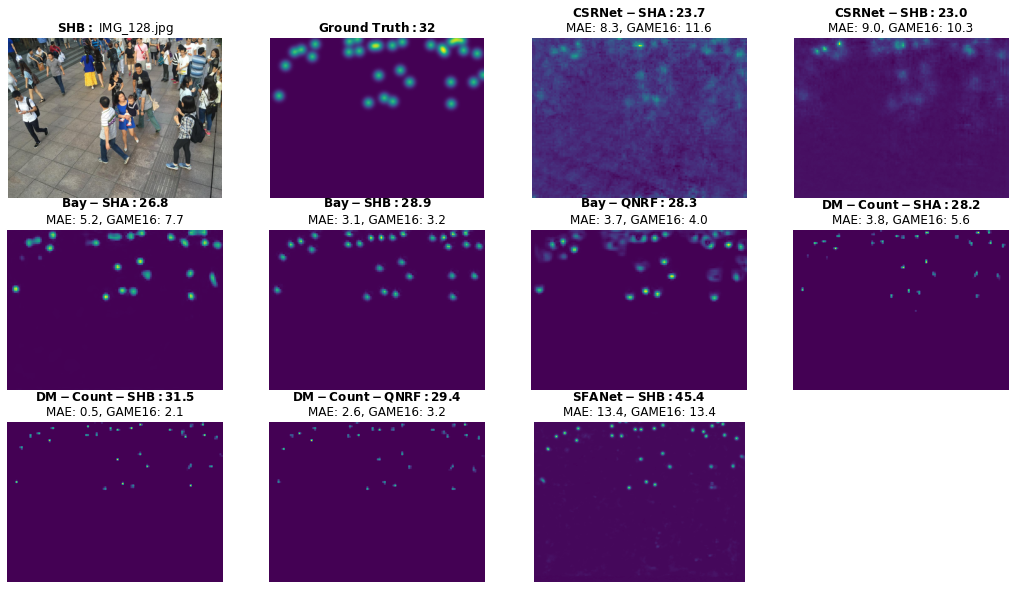 SHB: IMG_128.jpg
Ground Truth: 32
CSRNet − SHA: 23.7
MAE: 8.3, GAME16: 11.6
CSRNet − SHB: 23.0
MAE: 9.0, GAME16: 10.3
Bay − SHA: 26.8
MAE: 5.2, GAME16: 7.7
Bay − SHB: 28.9
MAE: 3.1, GAME16: 3.2
Bay − QNRF: 28.3
MAE: 3.7, GAME16: 4.0
DM − Count − SHA: 28.2
MAE: 3.8, GAME16: 5.6
DM − Count − SHB: 31.5
MAE: 0.5, GAME16: 2.1
DM − Count − QNRF: 29.4
MAE: 2.6, GAME16: 3.2
SFANet − SHB: 45.4
MAE: 13.4, GAME16: 13.4